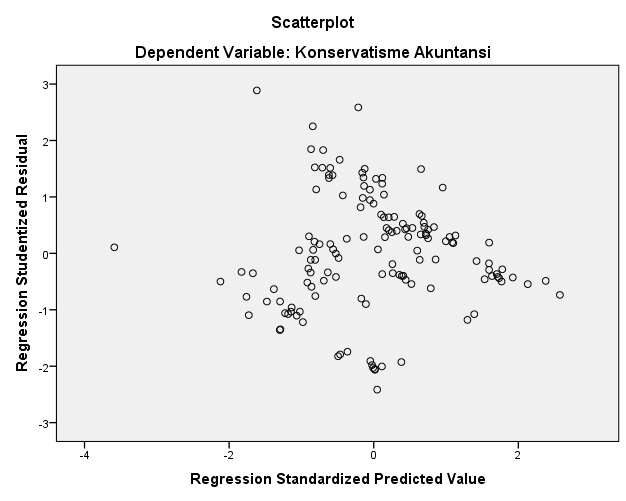 Scatterplot
Dependent Variable: Konservatisme Akuntansi
Regression Studentized Residual
3
2
1
0
-1
-2
-3
-4 -2 0 2
Regression Standardized Predicted Value